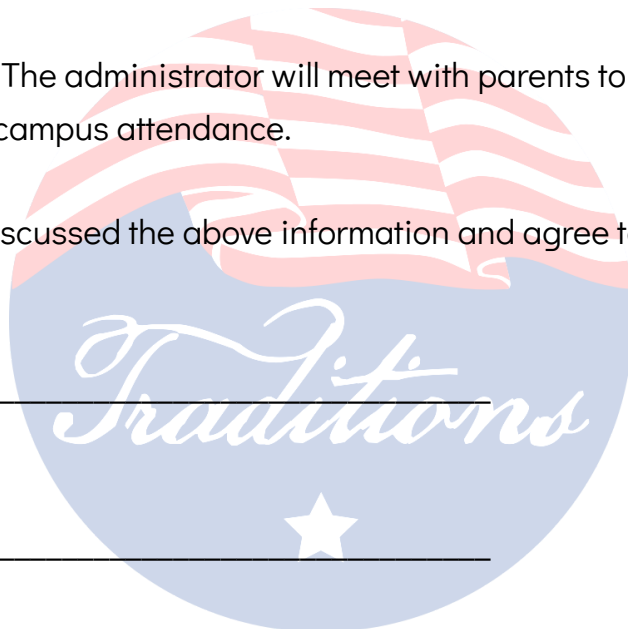 The administrator will meet with parents to
campus attendance.
scussed the above information and agree t
Traditions